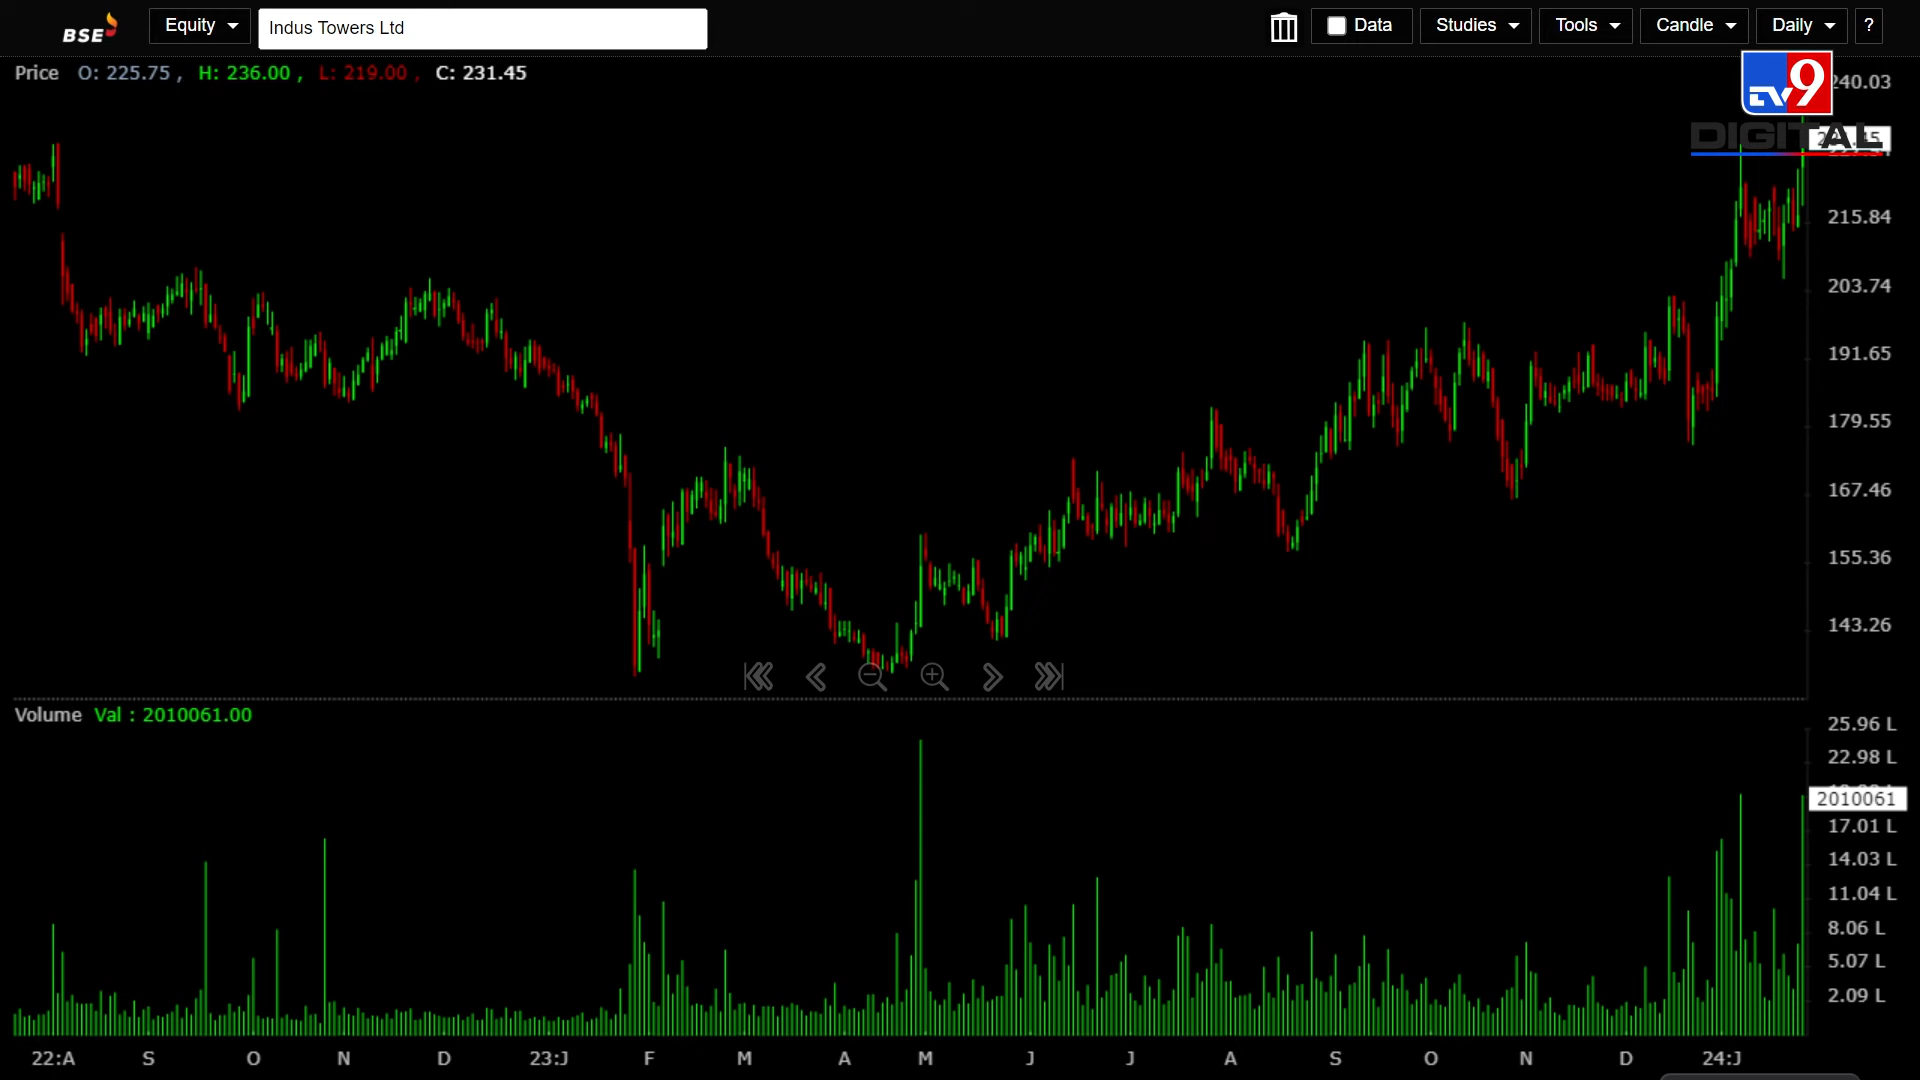 BSE Equity Indus Towers Ltd Data Studies Tools Candle Daily ?
Price O: 225.75 , H: 236.00 , L: 219.00 , C: 231.45
TV9
DIGITAL
240.03
215.84
203.74
191.65
179.55
167.46
155.36
143.26
Volume Val : 2010061.00
25.96 L
22.98 L
2010061
17.01 L
14.03 L
11.04 L
8.06 L
5.07 L
2.09 L
22:A S O N D 23:J F M A M J J A S O N D 24:J